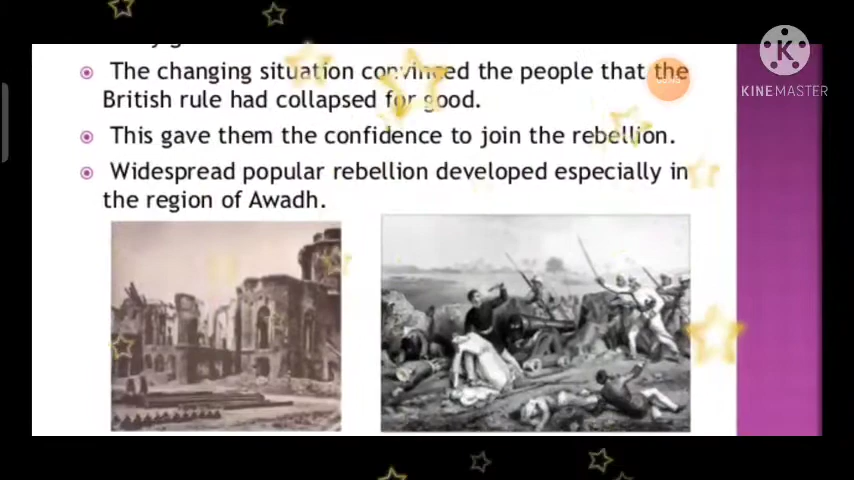 The changing situation convinced the people that the
British rule had collapsed for good.
This gave them the confidence to join the rebellion.
Widespread popular rebellion developed especially in
the region of Awadh.
K
KINEMASTER